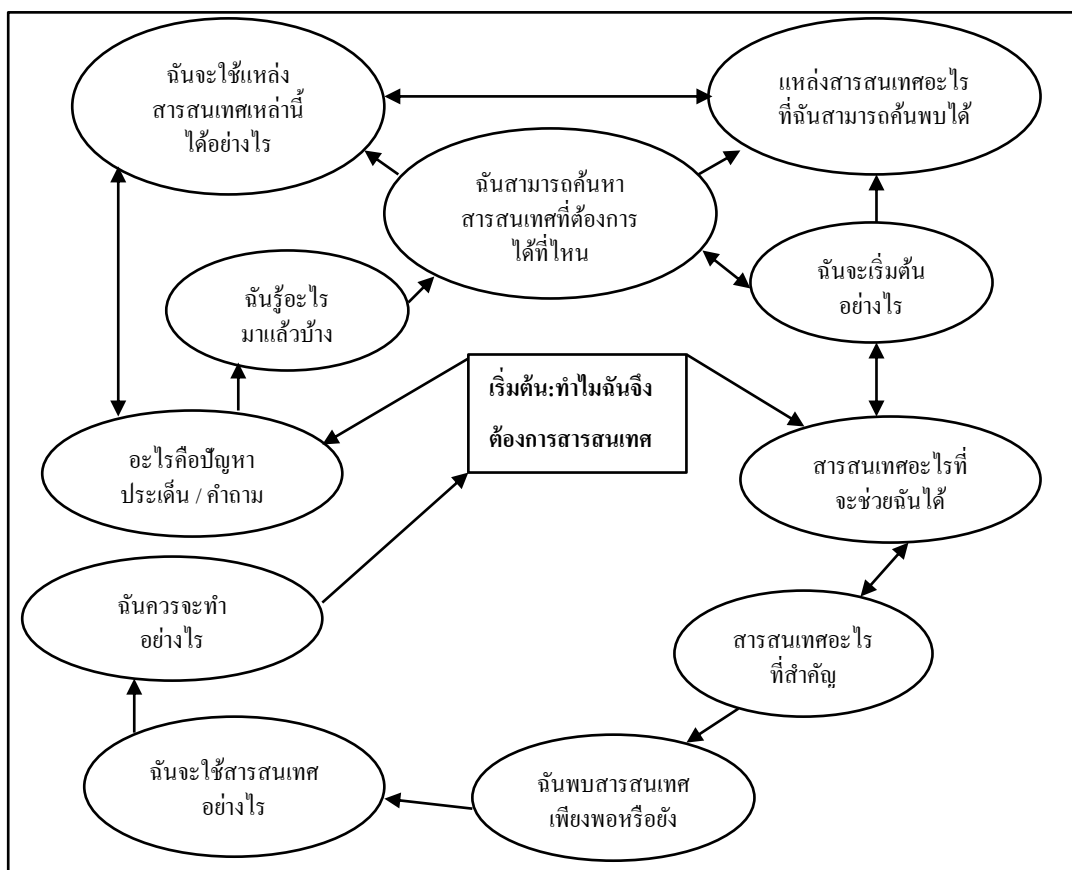 ฉันจะใช้แหล่ง
สารสนเทศเหล่านี้
ได้อย่างไร
แหล่งสารสนเทศอะไร
ที่ฉันสามารถค้นพบได้
ฉันสามารถค้นหา
สารสนเทศที่ต้องการ
ได้ที่ไหน
ฉันจะเริ่มต้น
อย่างไร
ฉันรู้อะไร
มาแล้วบ้าง
เริ่มต้น:ทำไมฉันจึง
ต้องการสารสนเทศ
อะไรคือปัญหา
ประเด็น / คำถาม
สารสนเทศอะไรที่
จะช่วยฉันได้
ฉันควรจะทำ
อย่างไร
สารสนเทศอะไร
ที่สำคัญ
ฉันจะใช้สารสนเทศ
อย่างไร
ฉันพบสารสนเทศ
เพียงพอหรือยัง